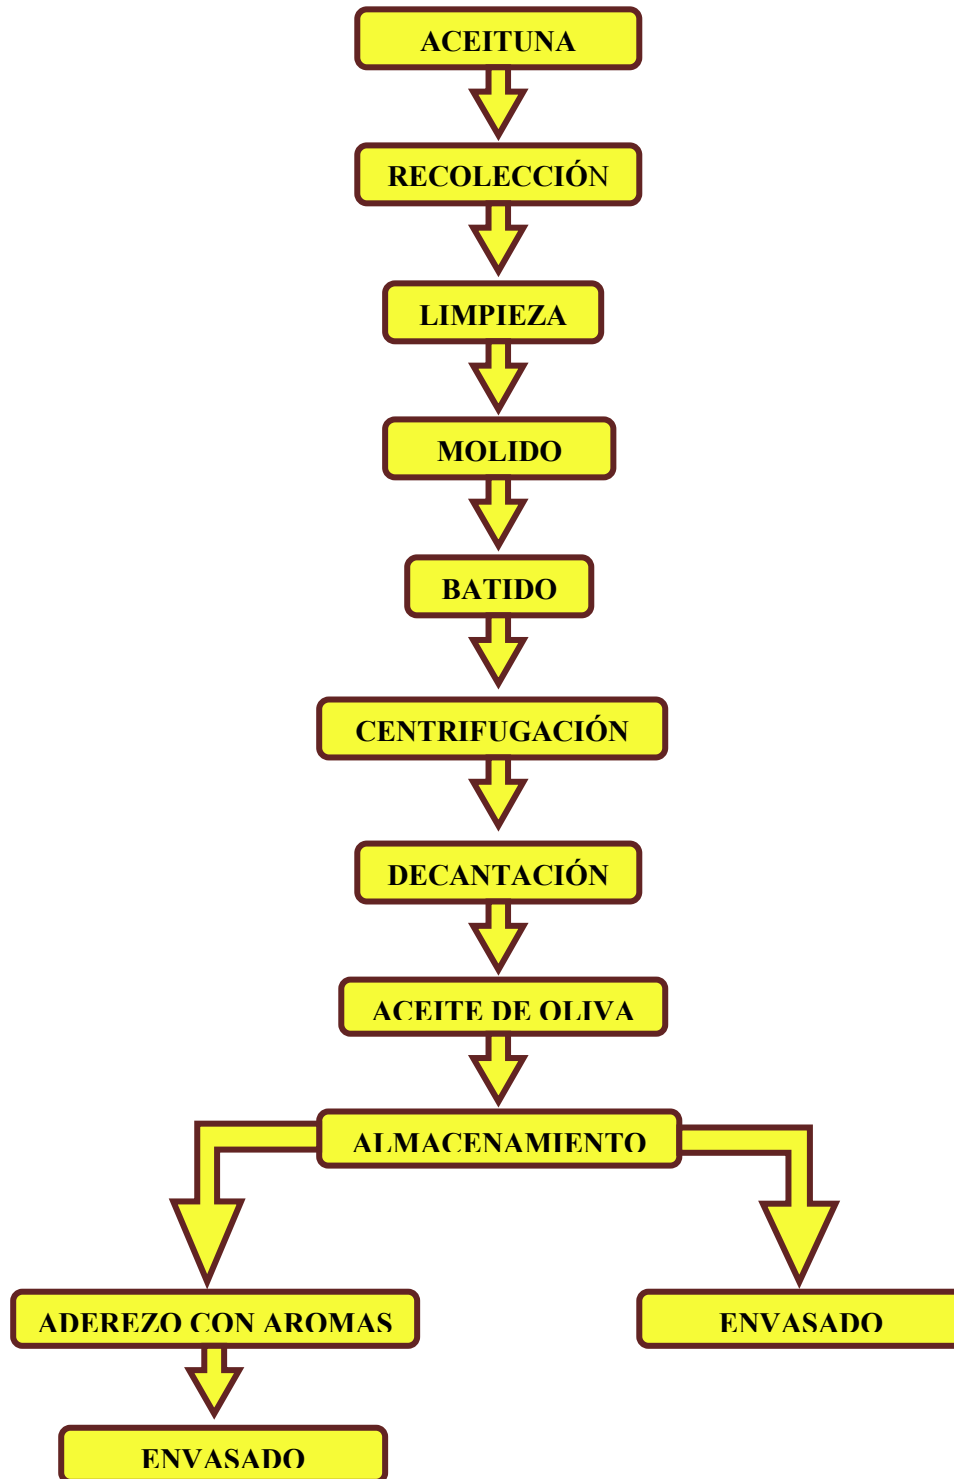 ACEITUNA
RECOLECCIÓN
LIMPIEZA
MOLIDO
BATIDO
CENTRIFUGACIÓN
DECANTACIÓN
ACEITE DE OLIVA
ALMACENAMIENTO
ADEREZO CON AROMAS
ENVASADO
ENVASADO